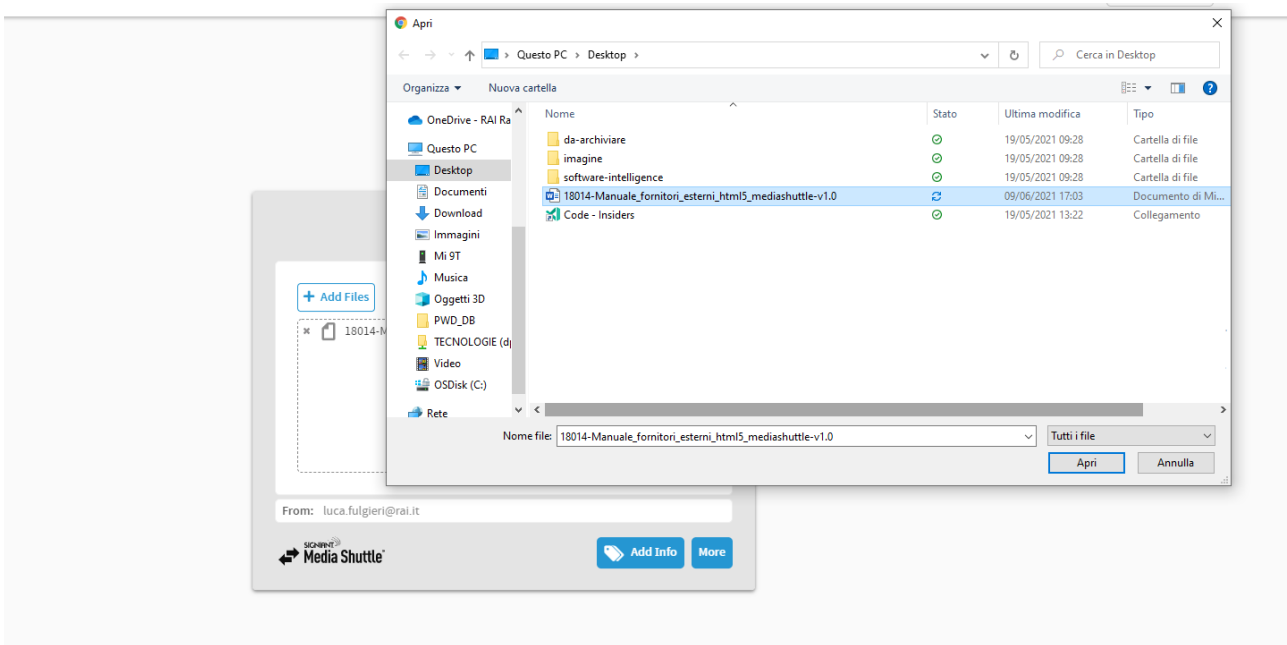 Apri
Questo PC > Desktop >
Cerca in Desktop
Organizza
Nuova cartella
OneDrive - RAI Ra
Questo PC
Desktop
Documenti
Download
Immagini
Mi 9T
Musica
Oggetti 3D
PWD_DB
TECNOLOGIE (d
Video
OSDisk (C:)
Rete
Nome Stato Ultima modifica Tipo
da-archiviare 19/05/2021 09:28 Cartella di file
imagine 19/05/2021 09:28 Cartella di file
software-intelligence 19/05/2021 09:28 Cartella di file
18014-Manuale_fornitori_esterni_html5_mediashuttle-v1.0 09/06/2021 17:03 Documento di Mi...
Code - Insiders 19/05/2021 13:22 Collegamento
Nome file: 18014-Manuale_fornitori_esterni_html5_mediashuttle-v1.0 Tutti i file
Apri Annulla
+ Add Files
18014-M
From: luca.fulgieri@rai.it
SIGNIANT
Media Shuttle
Add Info
More